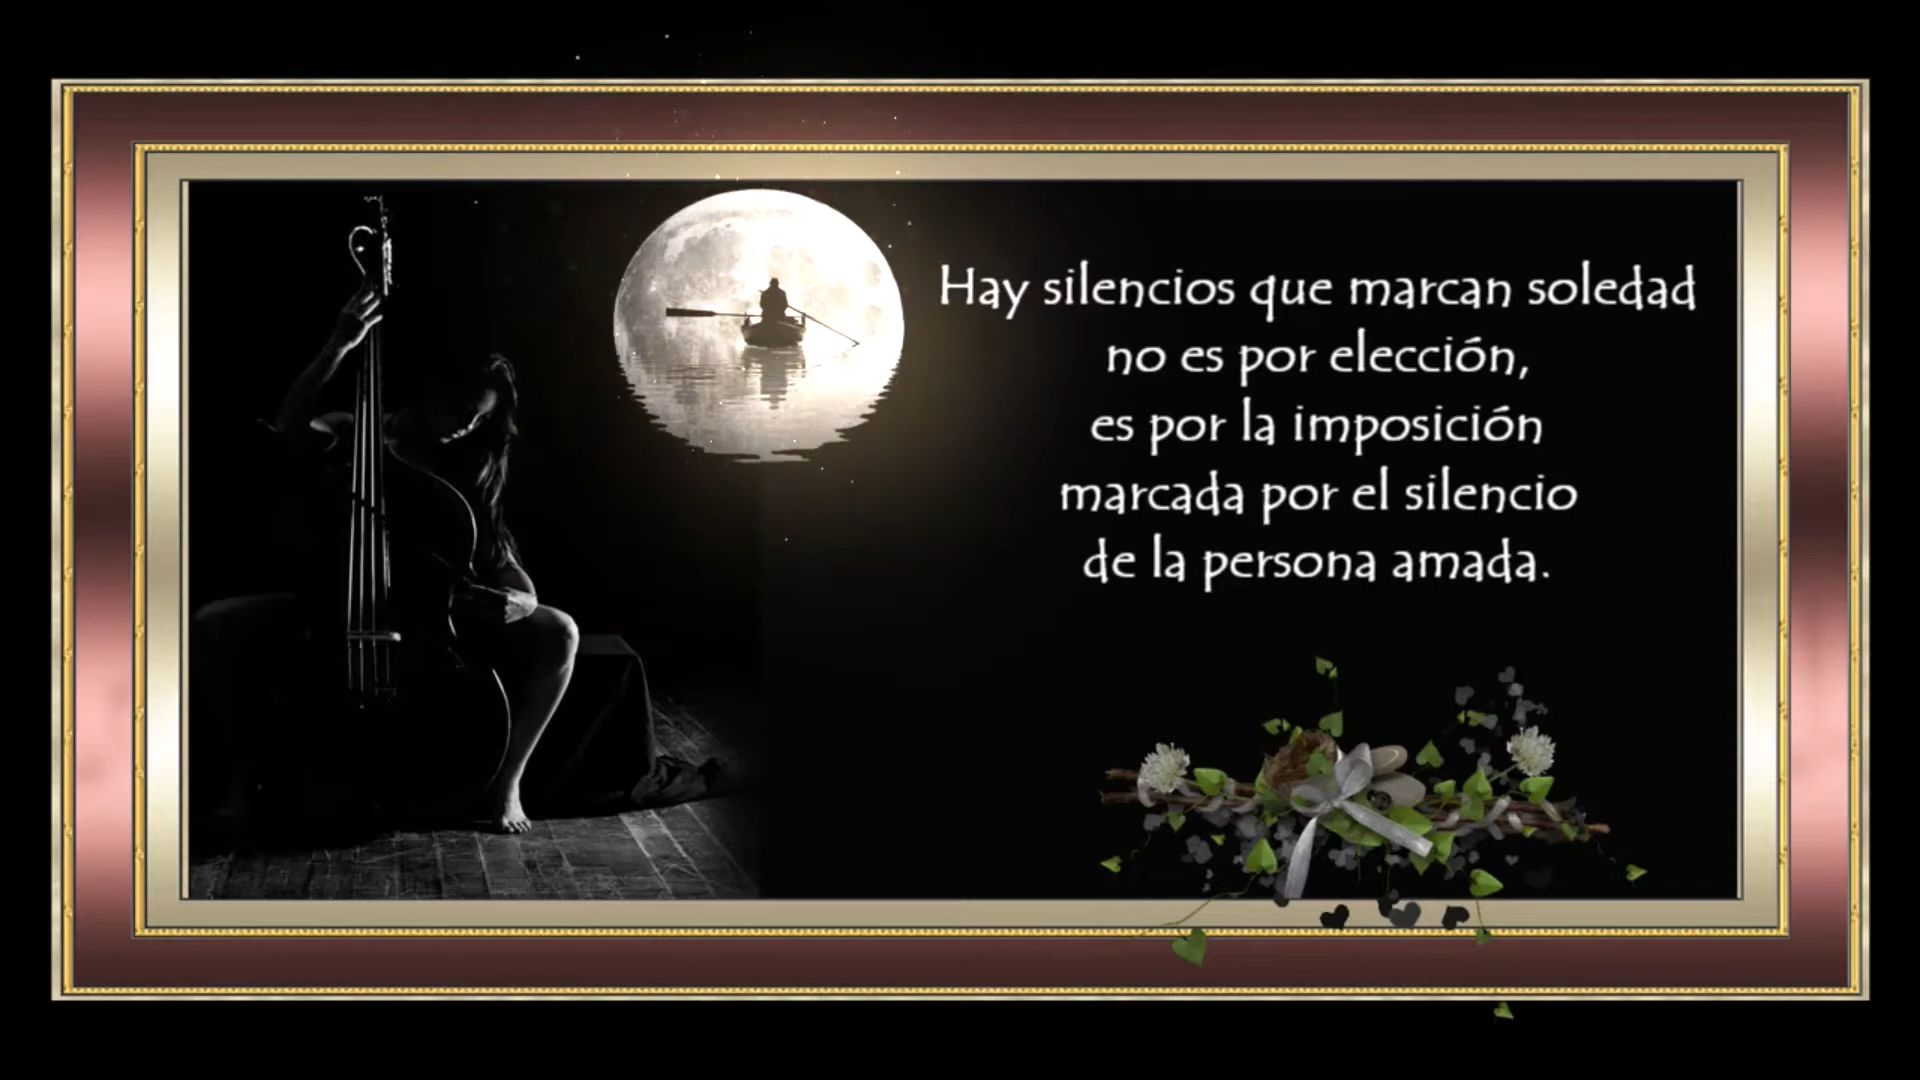 Hay silencios que marcan soledad
no es por elección,
es por la imposición
marcada por el silencio
de la persona amada.